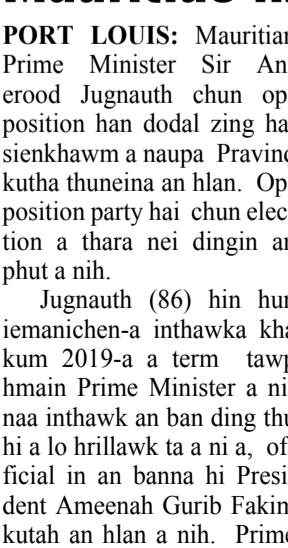 PORT LOUIS: Mauritian
Prime Minister Sir An-
erood Jugnauth chun op-
position han dodal zing ha
sienkhawm a naupa Pravind
kutha thuneina an hlan. Op-
position party hai chun elec-
tion a thara nei dingin an
phut a nih.
Jugnauth (86) hin hun
iemanichen-a inthawka kha
kum 2019-a a term tawp
hmain Prime Minister a ni-
naa inthawk an ban ding thu
hi a lo hrillawk ta a ni a, of-
ficial in an banna hi Presi-
dent Ameenah Gurib Fakim
kutah an hlan a nih. Prime